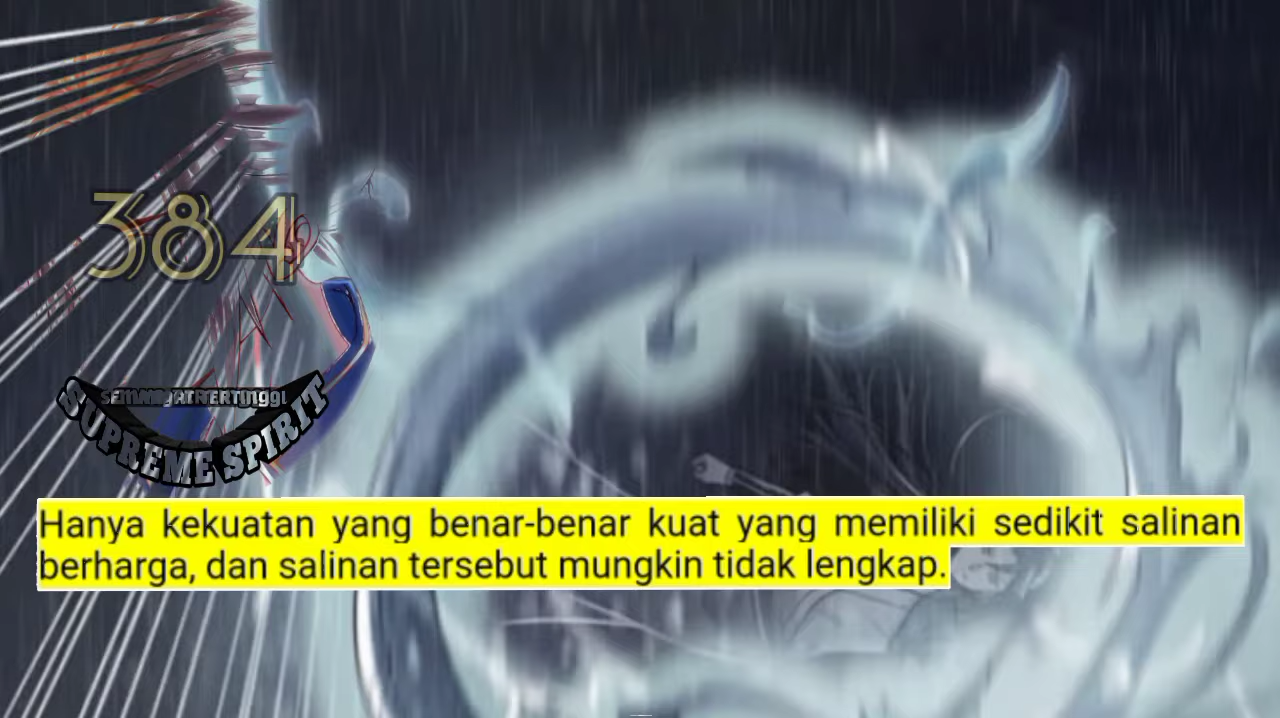 384
SUPREME SPIRIT
Hanya kekuatan yang benar-benar kuat yang memiliki sedikit salinan
berharga, dan salinan tersebut mungkin tidak lengkap.